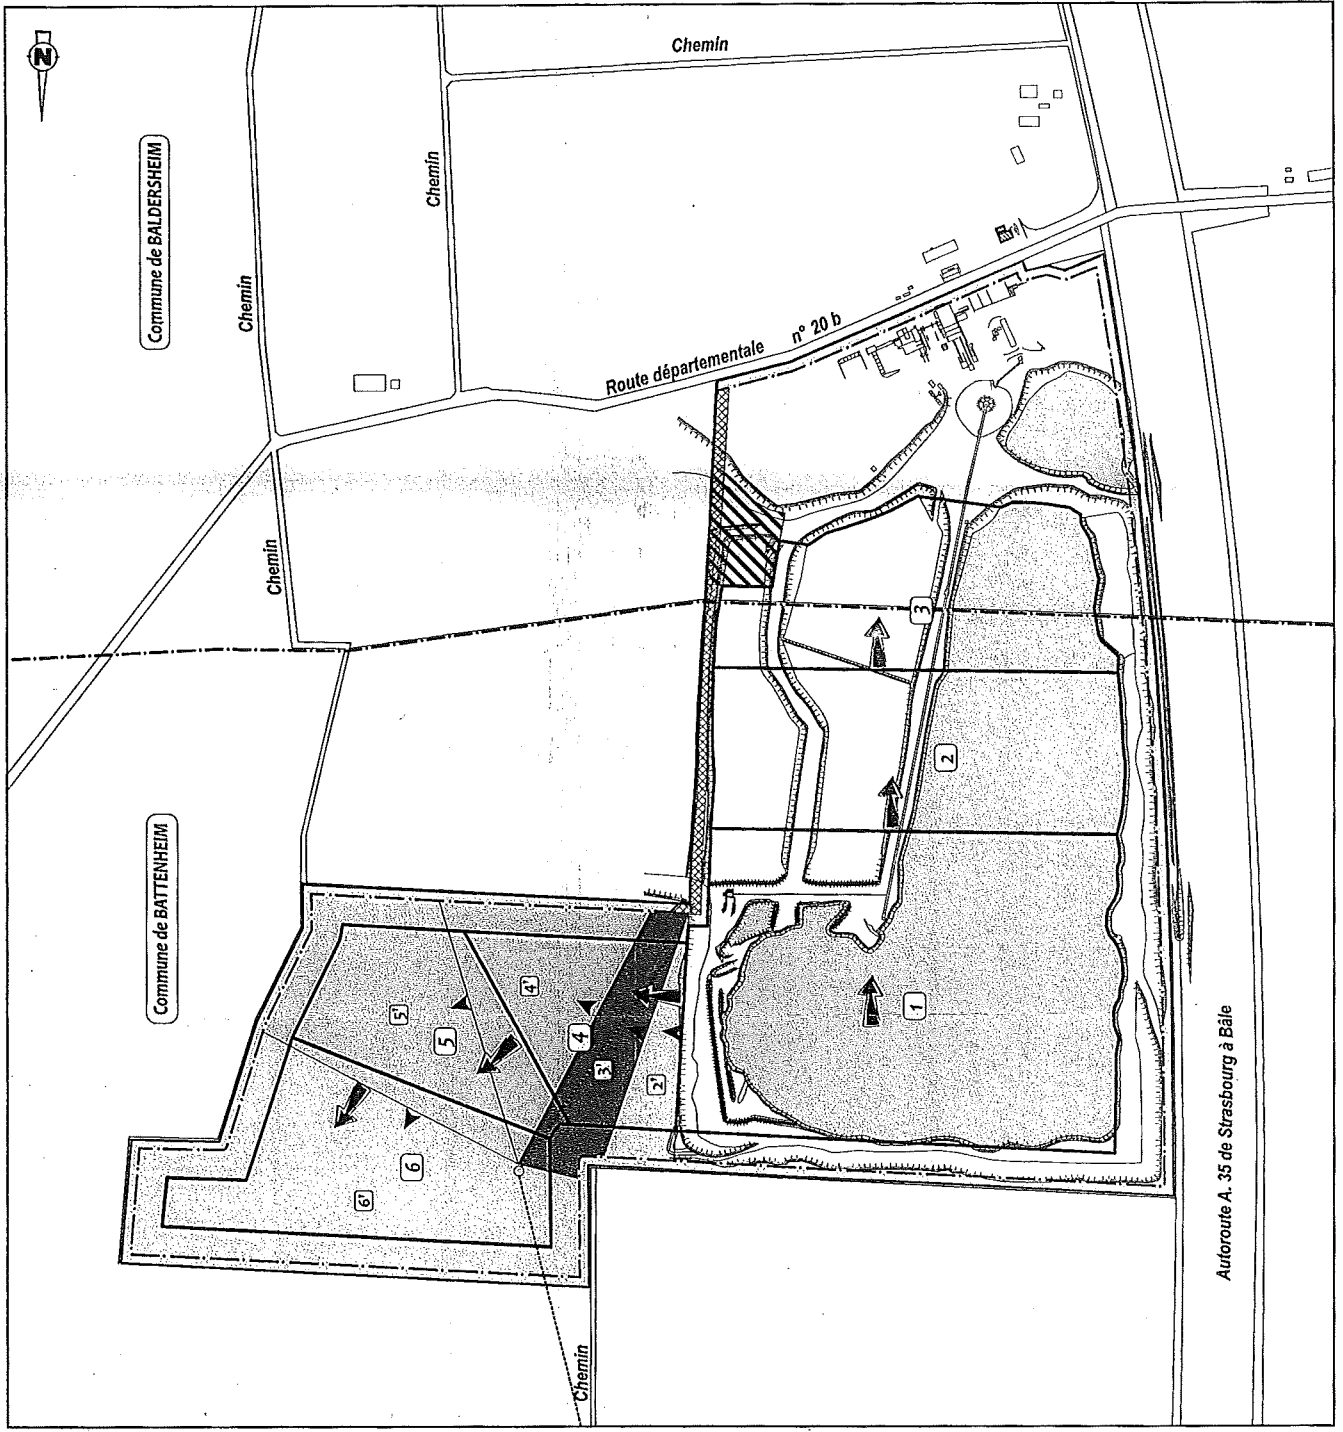 N
Chemin
Commune de BALDERSHEIM
Chemin
Chemin
Route départementale n° 20 b
Chemin
3
2
Commune de BATTENHEIM
1
4'
5'
5
4
3'
2'
6
6'
Autoroute A. 35 de Strasbourg à Bâle
Chemin